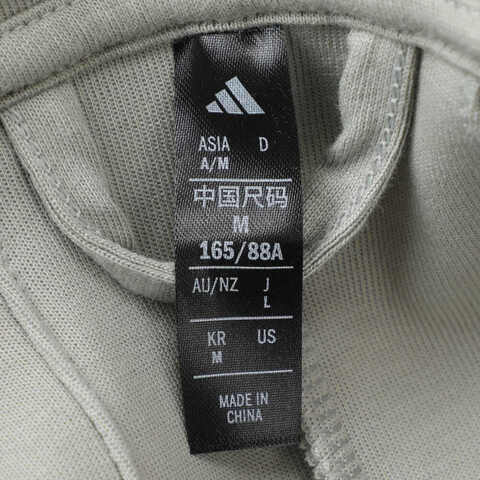 ASIA D
A/M
中国尺码
M
165/88A
AU/NZ J
L
KR US
M
MADE IN
CHINA